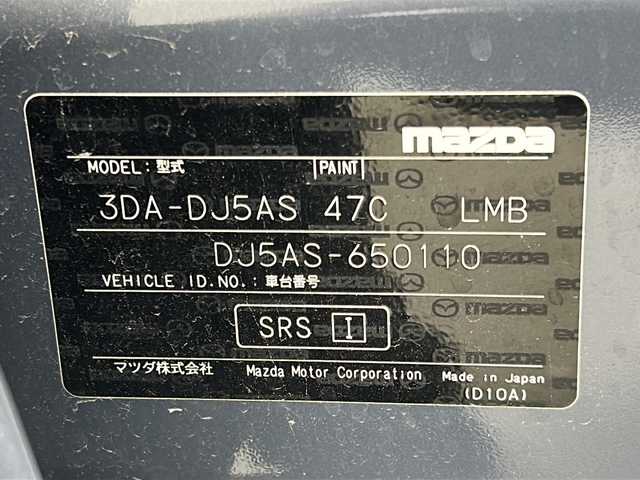 mazda
MODEL:型式 PAINT
3DA-DJ5AS 47C LMB
DJ5AS-650110
VEHICLE ID.NO.:車台番号
SRS I
マツダ株式会社 Mazda Motor Corporation Made in Japan
(D10A)